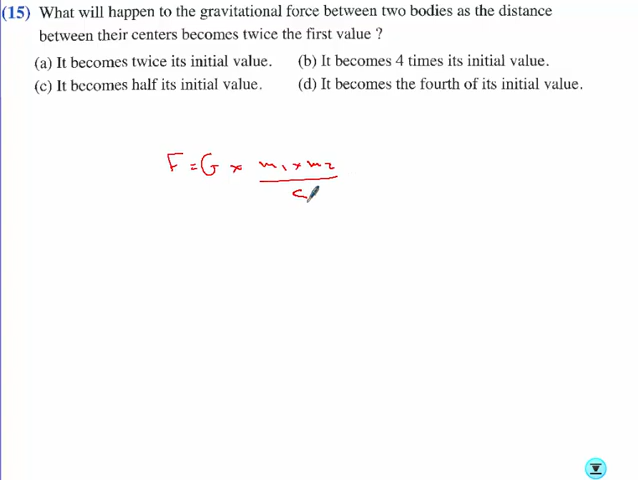 (15) What will happen to the gravitational force between two bodies as the distance
between their centers becomes twice the first value ?
(a) It becomes twice its initial value. (b) It becomes 4 times its initial value.
(c) It becomes half its initial value. (d) It becomes the fourth of its initial value.
F = G × m₁ × m₂